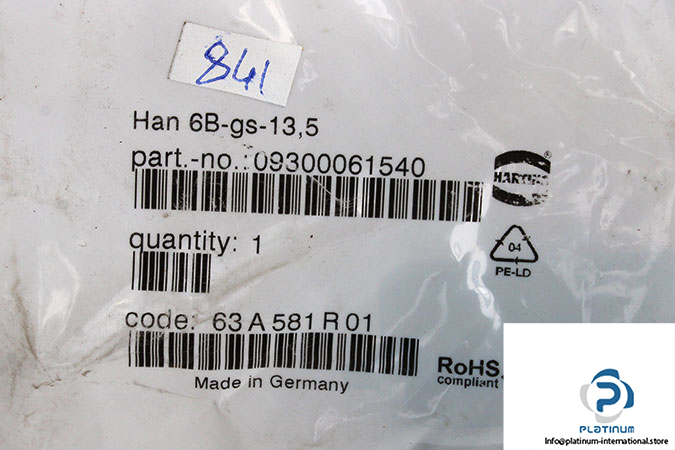 841
Han 6B-gs-13,5
part.-no.: 09300061540
HARTING
®
quantity: 1
04
PE-LD
code: 63 A 581 R 01
RoHS
compliant
Made in Germany
PLATINUM
Info@platinum-international.store